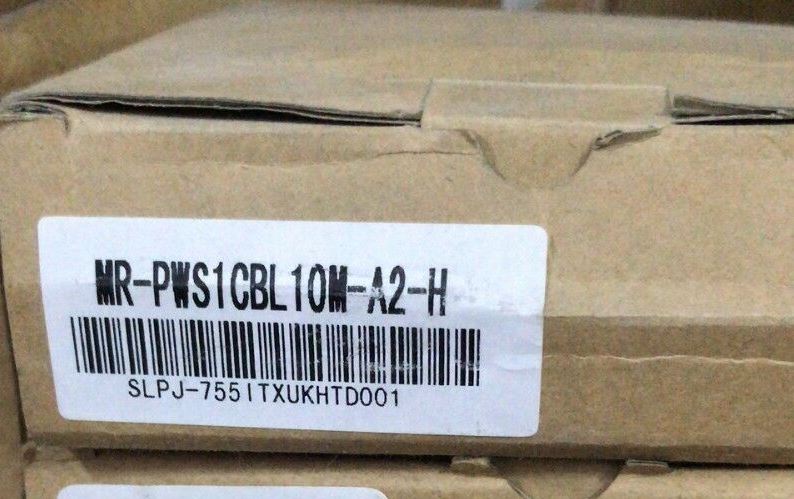 MR-PWS1CBL10M-A2-H
SLPJ-755ITXUKHTD001